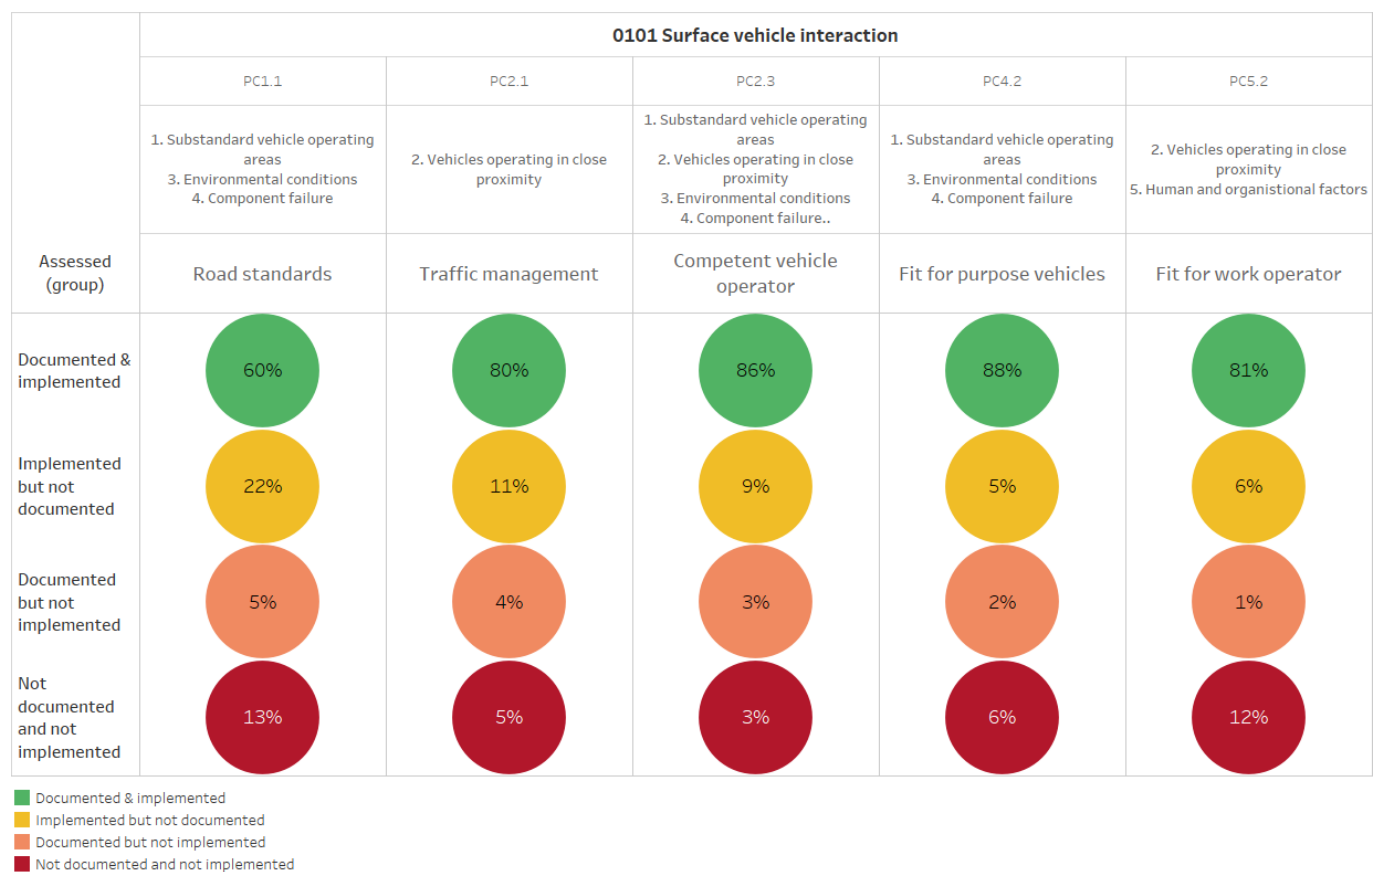 0101 Surface vehicle interaction
PC1.1
PC2.1
PC2.3
PC4.2
PC5.2
1. Substandard vehicle operating
areas
3. Environmental conditions
4. Component failure
2. Vehicles operating in close
proximity
1. Substandard vehicle operating
areas
2. Vehicles operating in close
proximity
3. Environmental conditions
4. Component failure..
1. Substandard vehicle operating
areas
3. Environmental conditions
4. Component failure
2. Vehicles operating in close
proximity
5. Human and organistional factors
Assessed
(group)
Road standards
Traffic management
Competent vehicle
operator
Fit for purpose vehicles
Fit for work operator
Documented &
implemented
60%
80%
86%
88%
81%
Implemented
but not
documented
22%
11%
9%
5%
6%
Documented
but not
implemented
5%
4%
3%
2%
1%
Not
documented
and not
implemented
13%
5%
3%
6%
12%
Documented & implemented
Implemented but not documented
Documented but not implemented
Not documented and not implemented